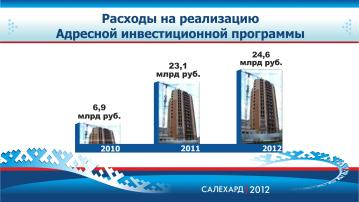 Расходы на реализацию
Адресной инвестиционной программы
6,9
млрд руб.
23,1
млрд руб.
24,6
млрд руб.
2010
2011
2012
САЛЕХАРД | 2012